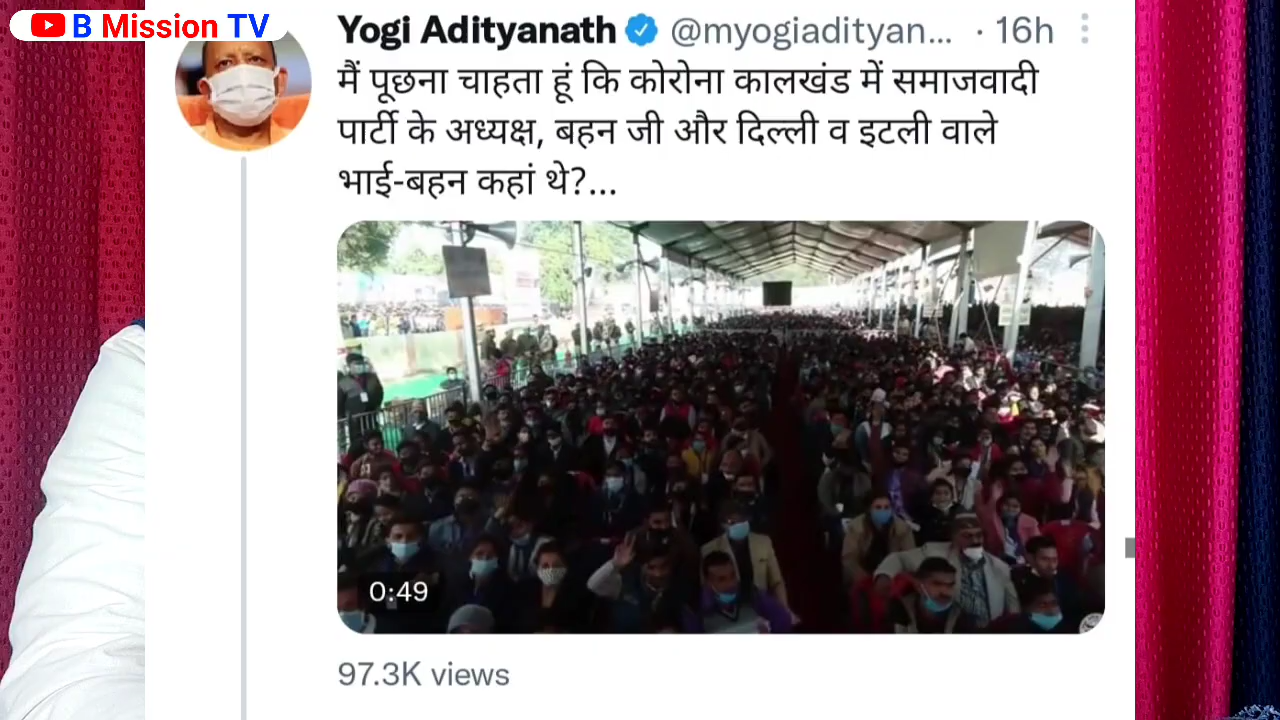 B Mission TV
Yogi Adityanath @myogiadityan... · 16h
मैं पूछना चाहता हूं कि कोरोना कालखंड में समाजवादी
पार्टी के अध्यक्ष, बहन जी और दिल्ली व इटली वाले
भाई-बहन कहां थे?...
0:49
97.3K views